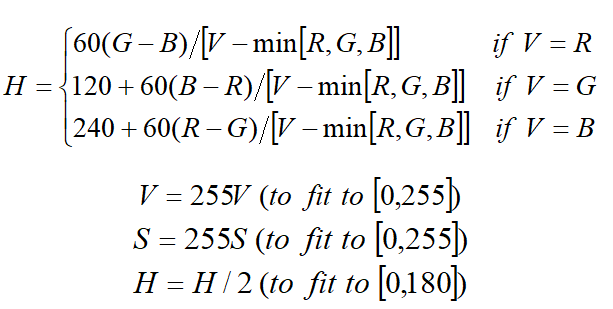 60(G − B)/[V − min[R,G,B]] if V = R
H = { 120 + 60(B − R)/[V − min[R,G,B]] if V = G
240 + 60(R − G)/[V − min[R,G,B]] if V = B
V = 255V (to fit to [0,255])
S = 255S (to fit to [0,255])
H = H / 2 (to fit to [0,180])